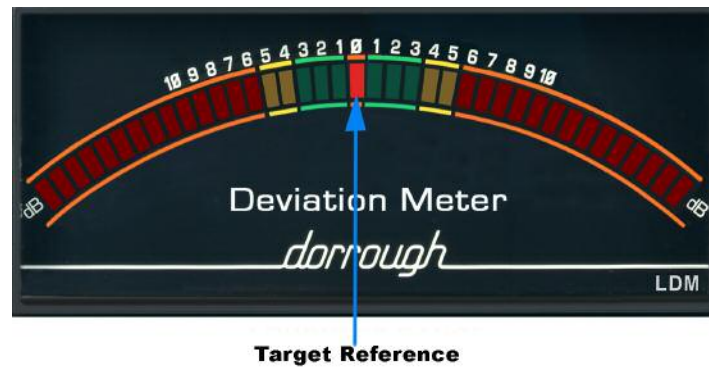 10 9 8 7 6 5 4 3 2 1 0 1 2 3 4 5 6 7 8 9 10
dB dB
Deviation Meter
dorrough
LDM
Target Reference